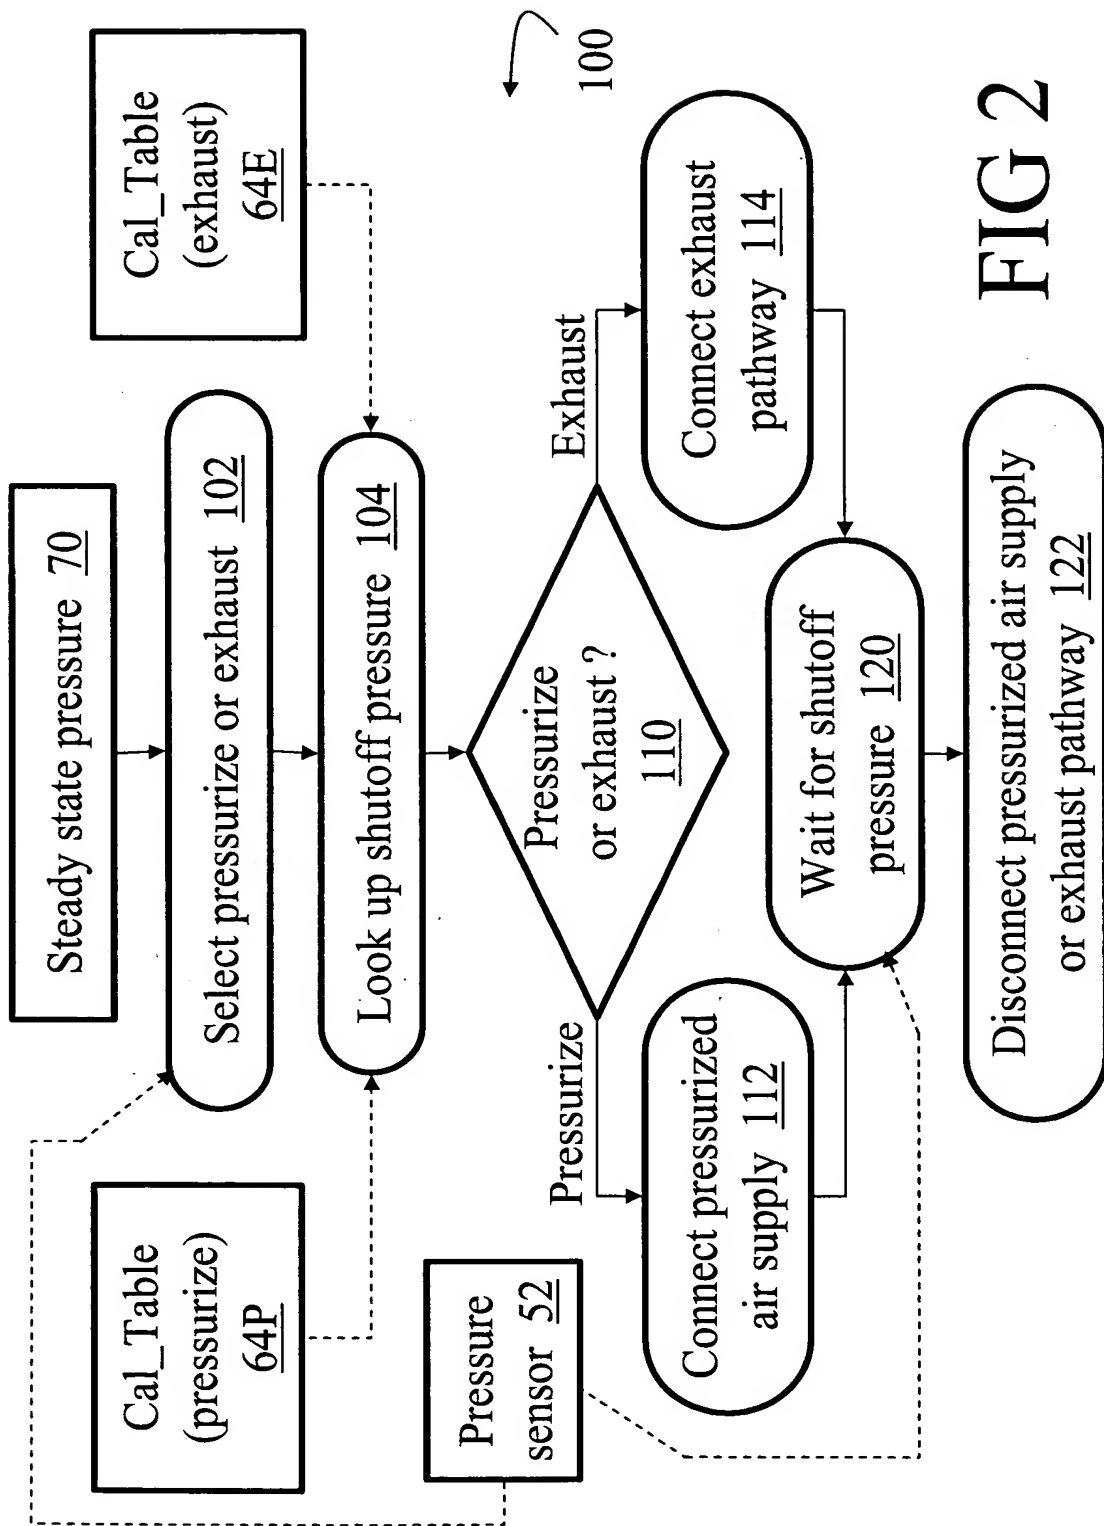 Steady state pressure 70
Select pressurize or exhaust 102
Cal_Table
(pressurize)
64P
Cal_Table
(exhaust)
64E
Look up shutoff pressure 104
Pressure
sensor 52
Pressurize
or exhaust ?
110
Pressurize
Exhaust
100
Connect pressurized
air supply 112
Connect exhaust
pathway 114
Wait for shutoff
pressure 120
Disconnect pressurized air supply
or exhaust pathway 122
FIG 2